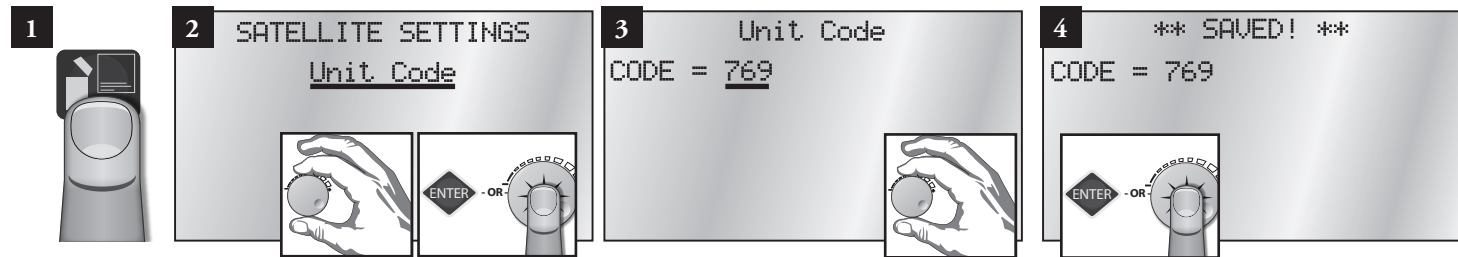 1
2
SATELLITE SETTINGS
Unit Code
ENTER
- OR -
3
Unit Code
CODE = 769
4
** SAVED! **
CODE = 769
ENTER
- OR -